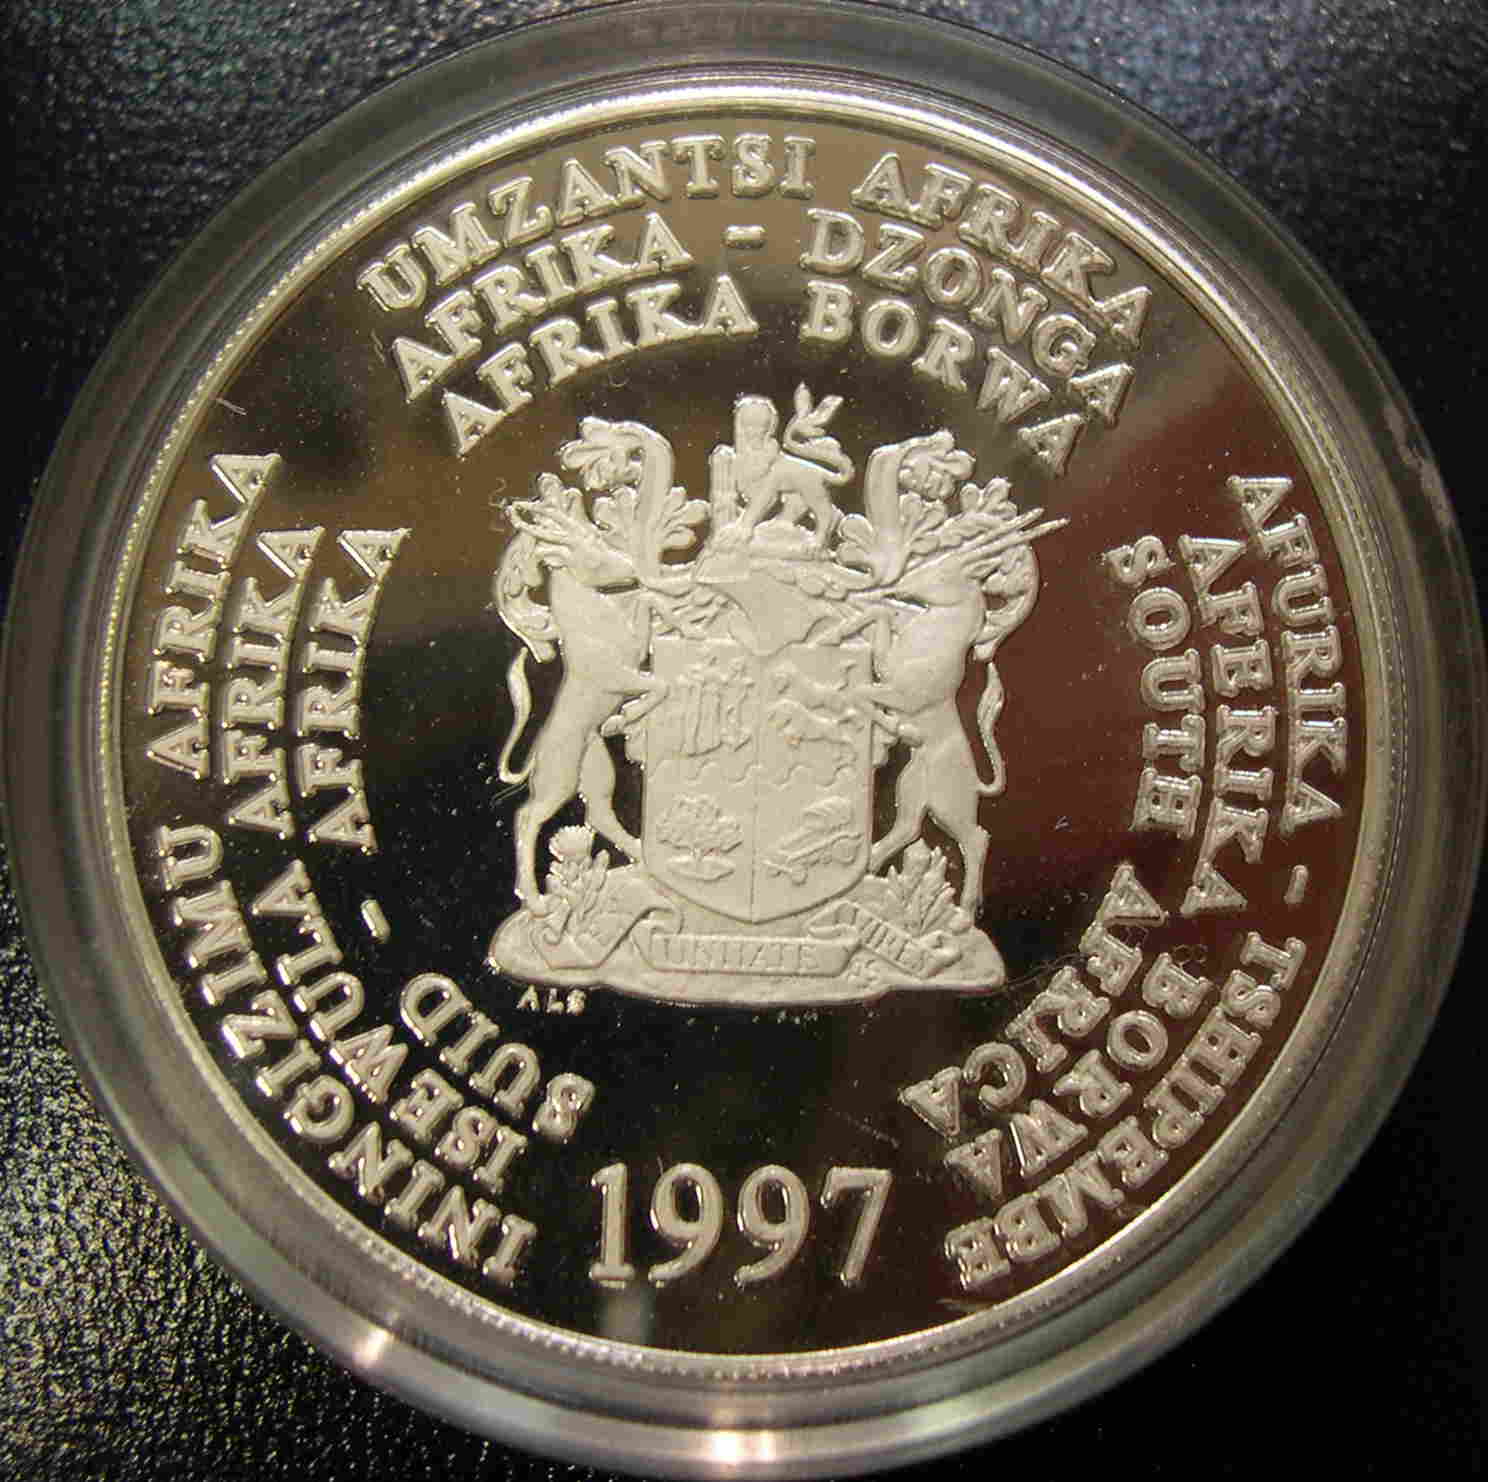 UMZANTSI AFRIKA
AFRIKA - DZONGA
AFRIKA BORWA
ININGIZIMU AFRIKA
ISEWULA AFRIKA
SUID - AFRIKA
AFURIKA - TSHIPEMBE
AFERIKA BORWA
SOUTH AFRICA
UNITATE VIRES
ALS
1997